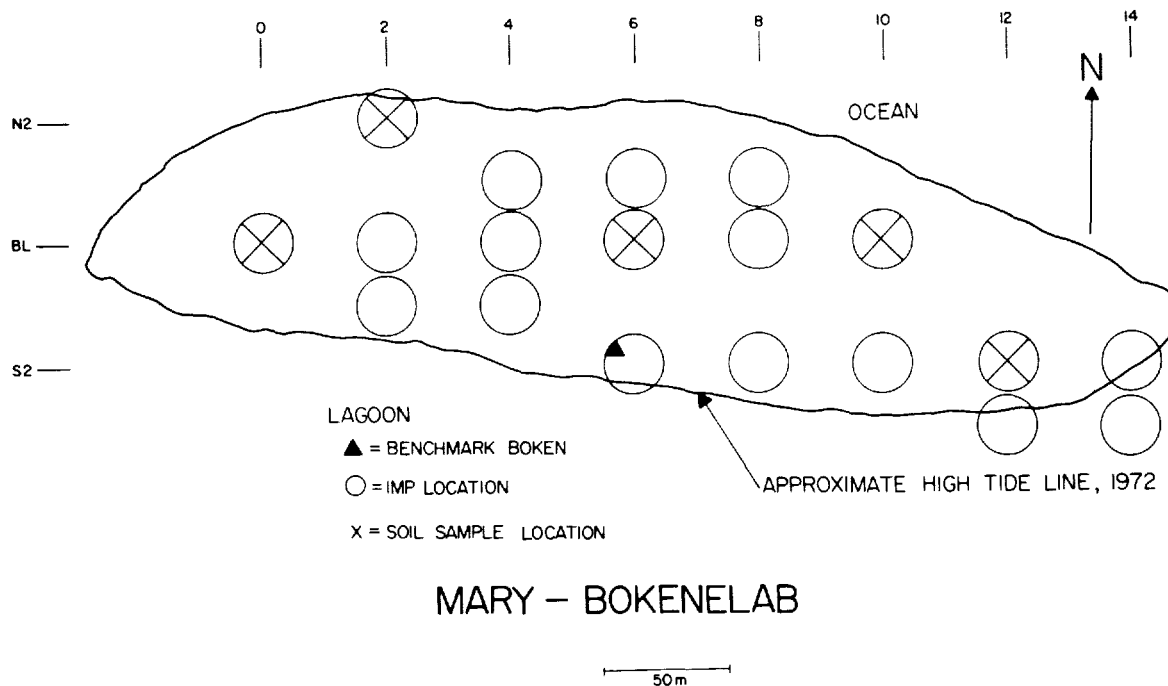 0 2 4 6 8 10 12 14
N
OCEAN
N2
BL
S2
LAGOON
▲ = BENCHMARK BOKEN
○ = IMP LOCATION
X = SOIL SAMPLE LOCATION
APPROXIMATE HIGH TIDE LINE, 1972
MARY – BOKENELAB
50m